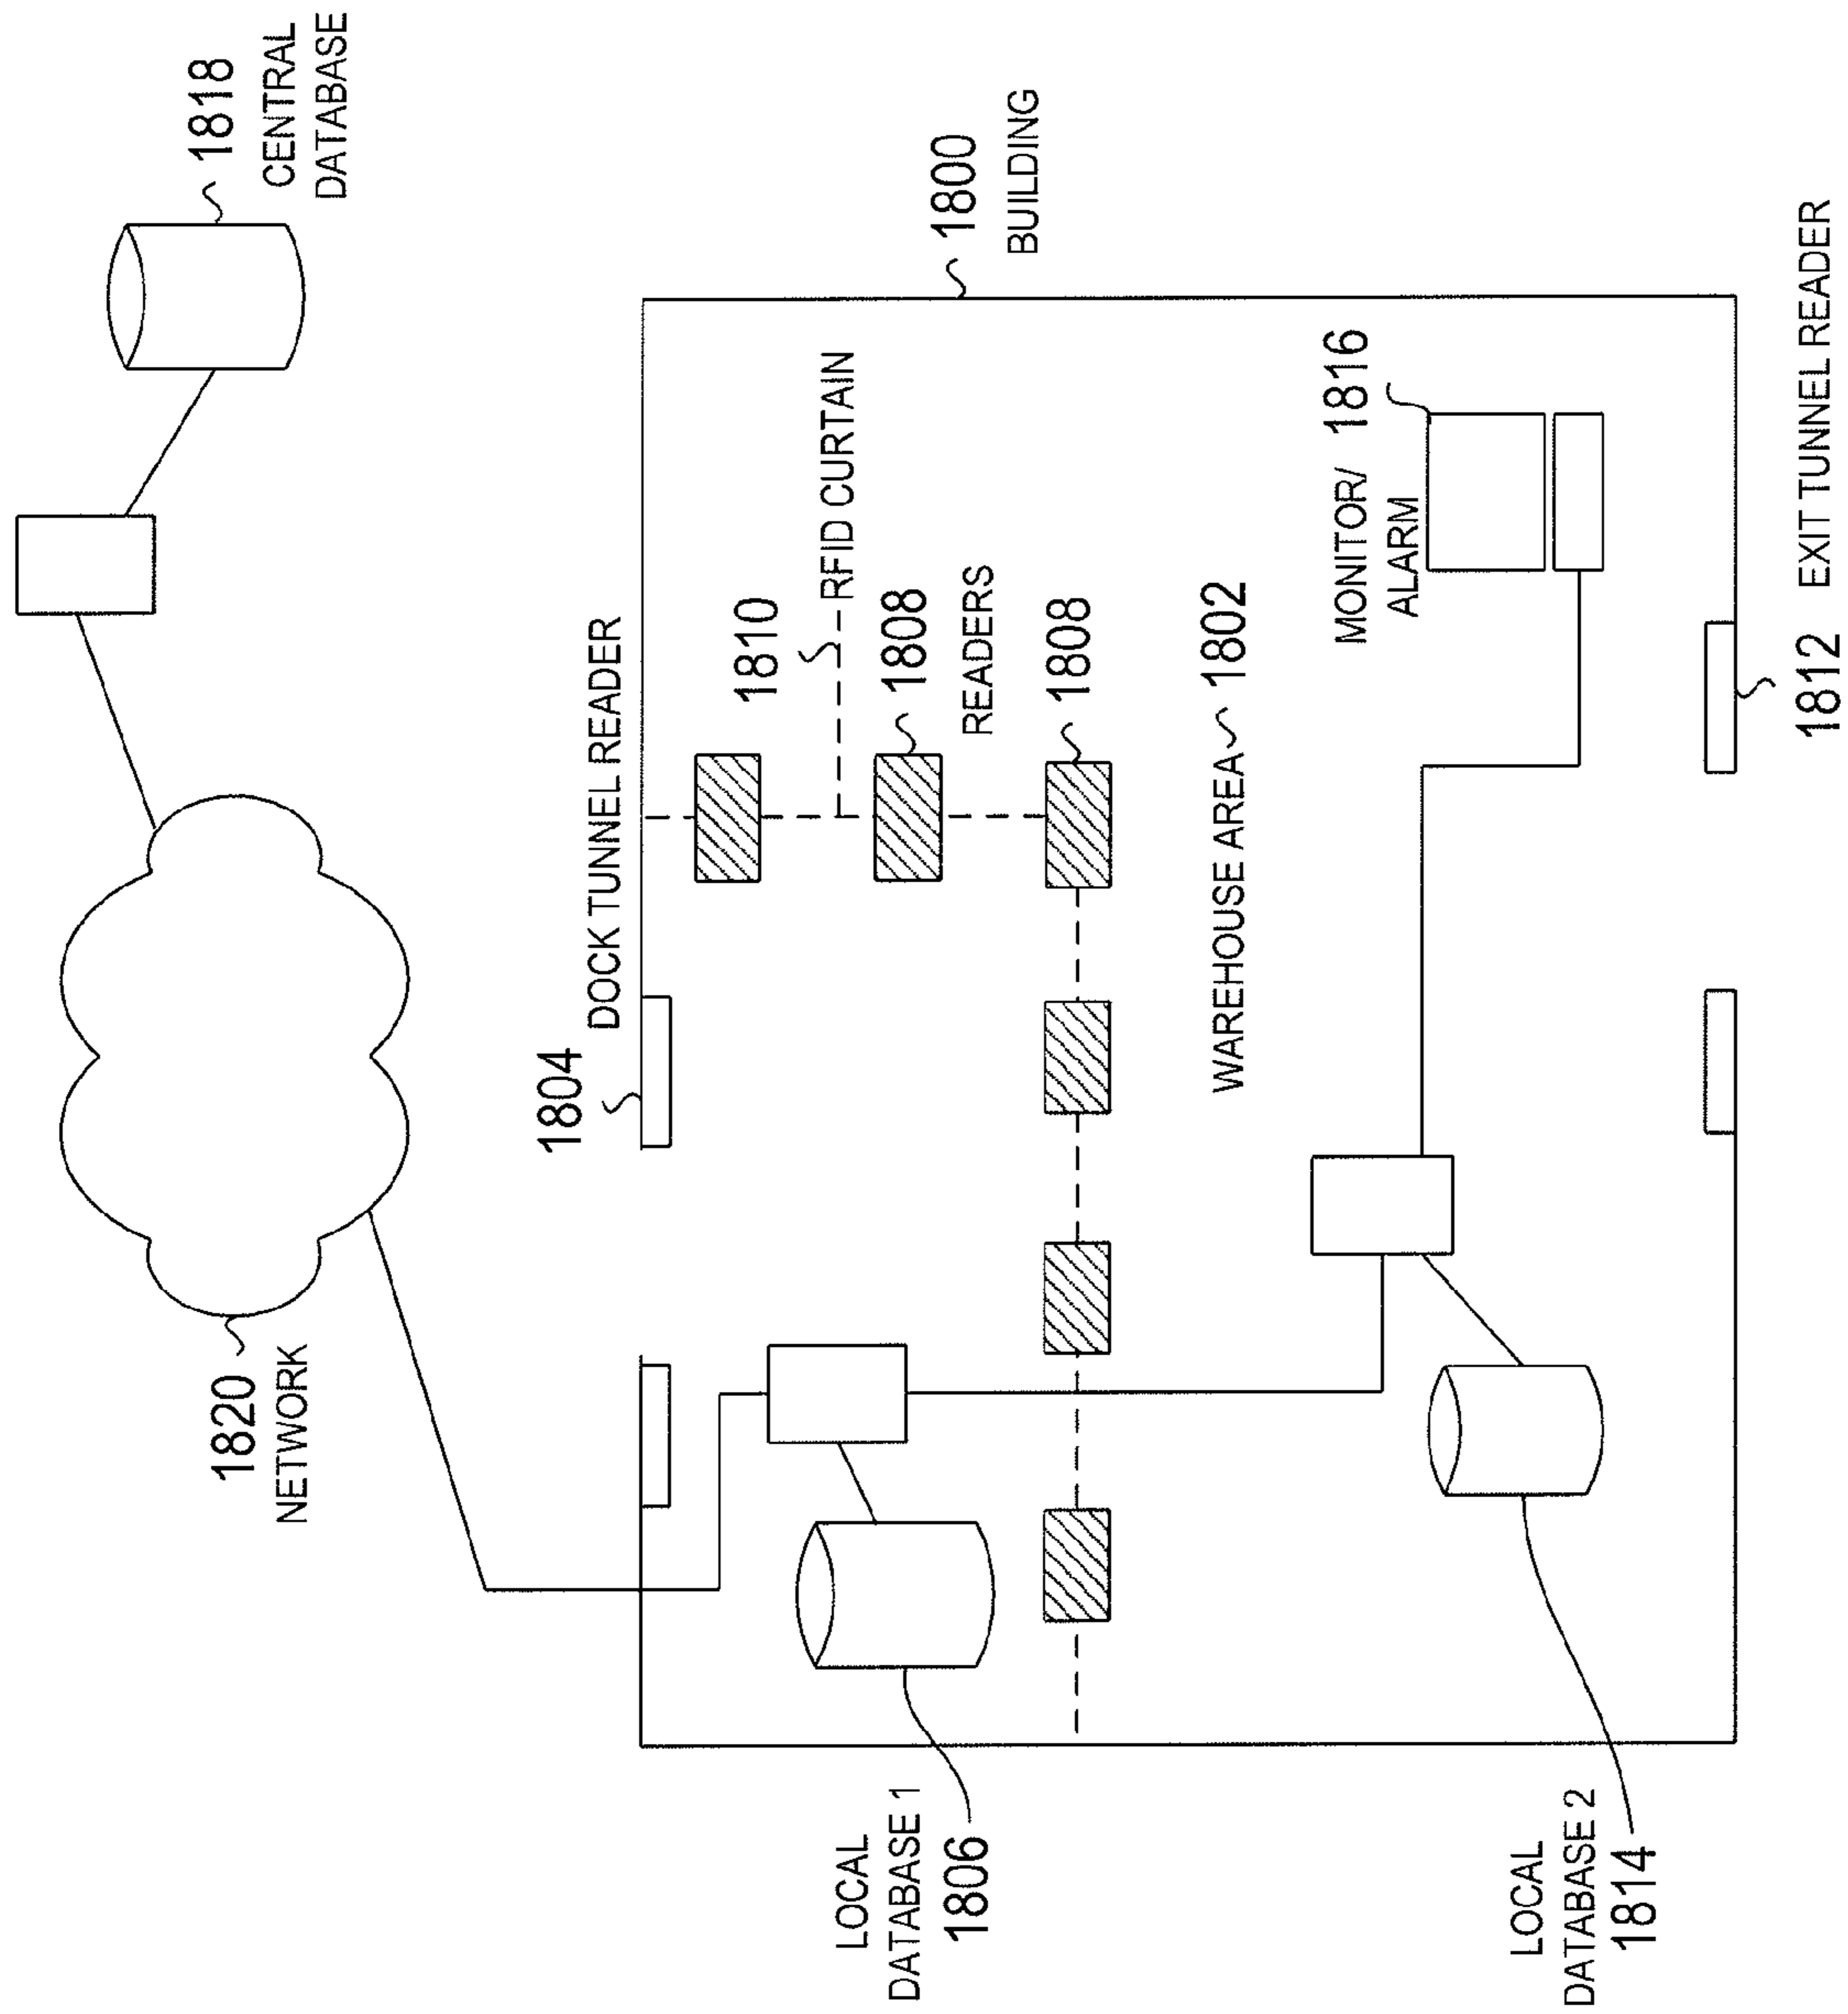 1818
CENTRAL
DATABASE
1820
NETWORK
1800
BUILDING
DOCK TUNNEL READER
1804
1810
RFID CURTAIN
1808
READERS
1808
WAREHOUSE AREA 1802
MONITOR/ 1816
ALARM
LOCAL
DATABASE 1
1806
LOCAL
DATABASE 2
1814
1812 EXIT TUNNEL READER